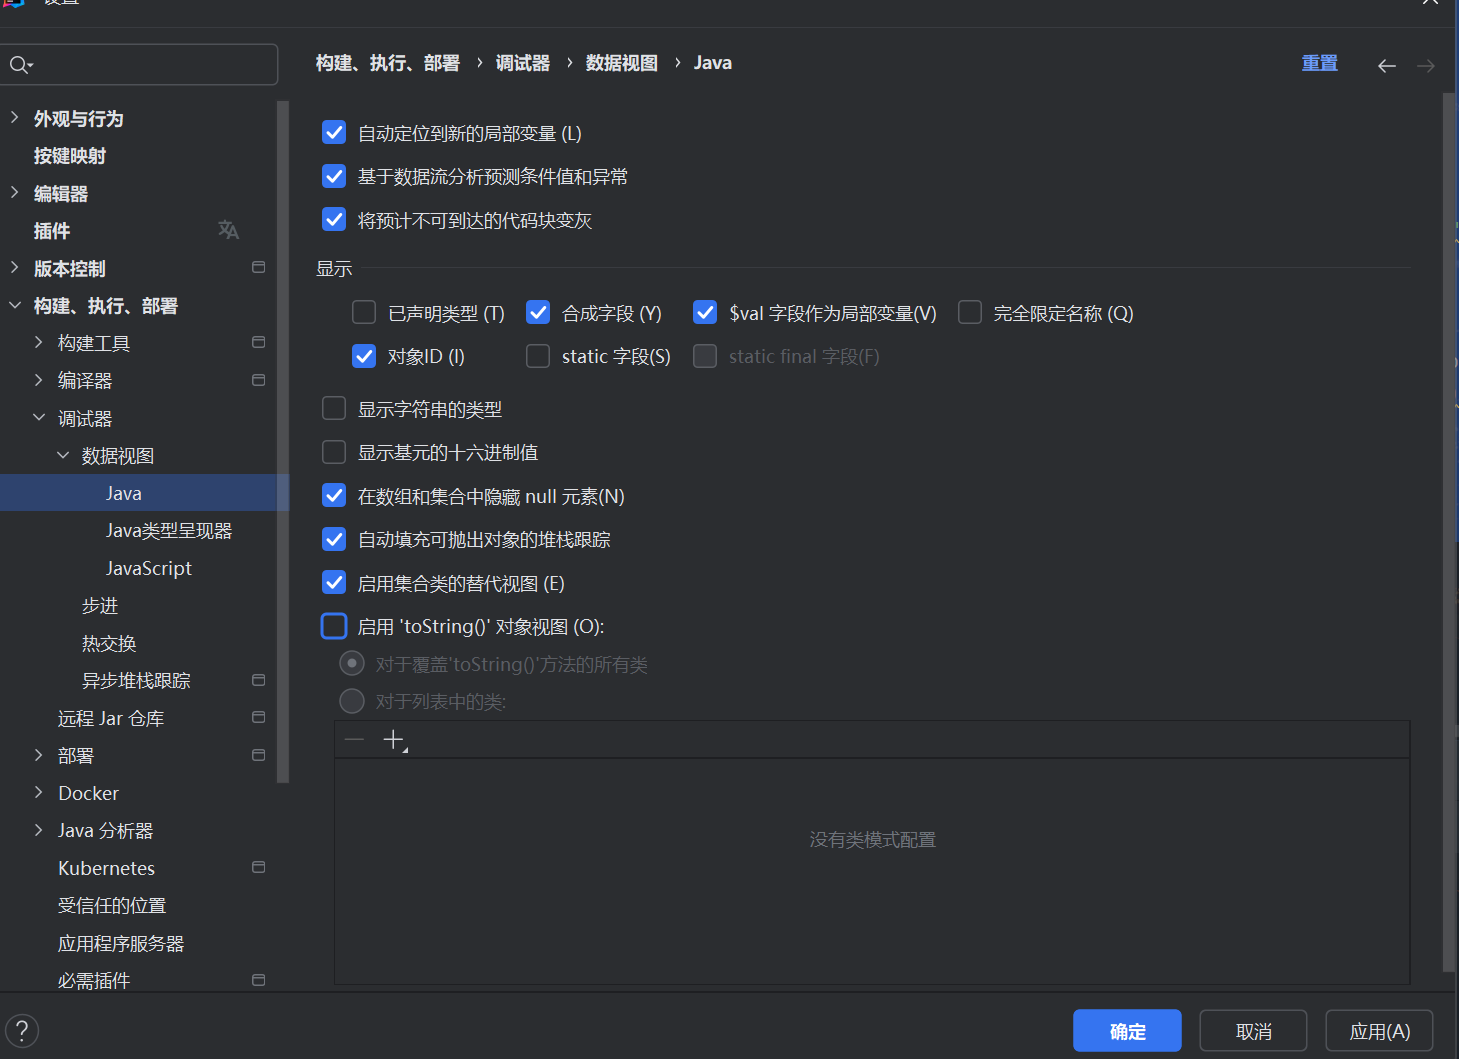 设置
构建、执行、部署 › 调试器 › 数据视图 › Java
重置
外观与行为
按键映射
编辑器
插件
版本控制
构建、执行、部署
构建工具
编译器
调试器
数据视图
Java
Java类型呈现器
JavaScript
步进
热交换
异步堆栈跟踪
远程 Jar 仓库
部署
Docker
Java 分析器
Kubernetes
受信任的位置
应用程序服务器
必需插件
自动定位到新的局部变量 (L)
基于数据流分析预测条件值和异常
将预计不可到达的代码块变灰
显示
已声明类型 (T) 合成字段 (Y) $val 字段作为局部变量(V) 完全限定名称 (Q)
对象ID (I) static 字段(S) static final 字段(F)
显示字符串的类型
显示基元的十六进制值
在数组和集合中隐藏 null 元素(N)
自动填充可抛出对象的堆栈跟踪
启用集合类的替代视图 (E)
启用 'toString()' 对象视图 (O):
对于覆盖'toString()'方法的所有类
对于列表中的类:
没有类模式配置
?
确定 取消 应用(A)